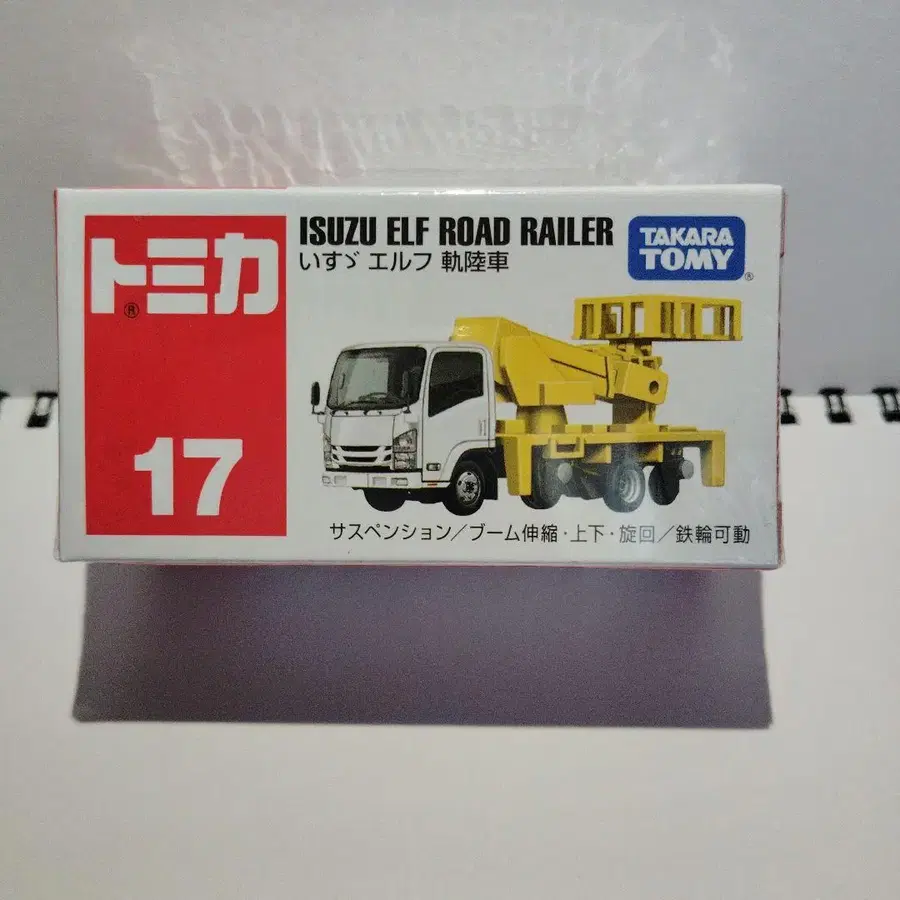 トミカ
®
17
ISUZU ELF ROAD RAILER
いすゞ エルフ 軌陸車
TAKARA
TOMY
®
サスペンション/ブーム伸縮・上下・旋回/鉄輪可動